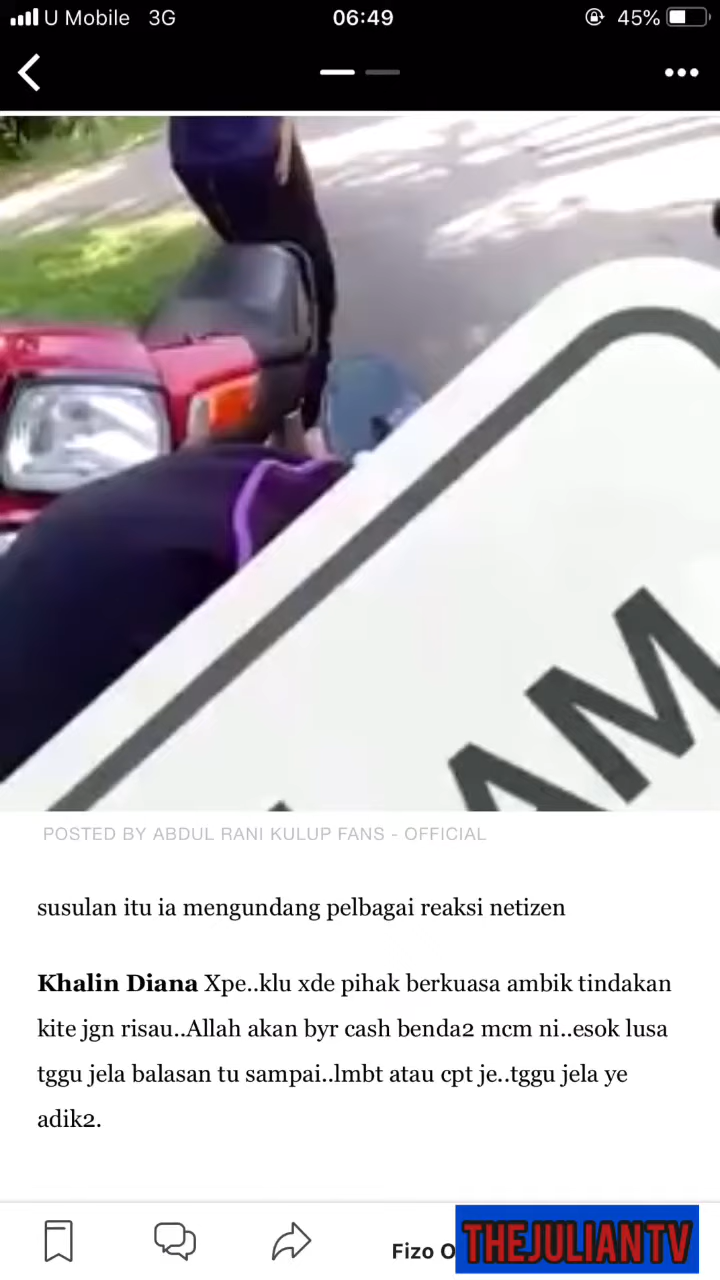 U Mobile 3G 06:49 45%
AM
POSTED BY ABDUL RANI KULUP FANS - OFFICIAL
susulan itu ia mengundang pelbagai reaksi netizen
Khalin Diana Xpe..klu xde pihak berkuasa ambik tindakan
kite jgn risau..Allah akan byr cash benda2 mcm ni..esok lusa
tggu jela balasan tu sampai..lmbt atau cpt je..tggu jela ye
adik2.
Fizo O
THEJULIANTV